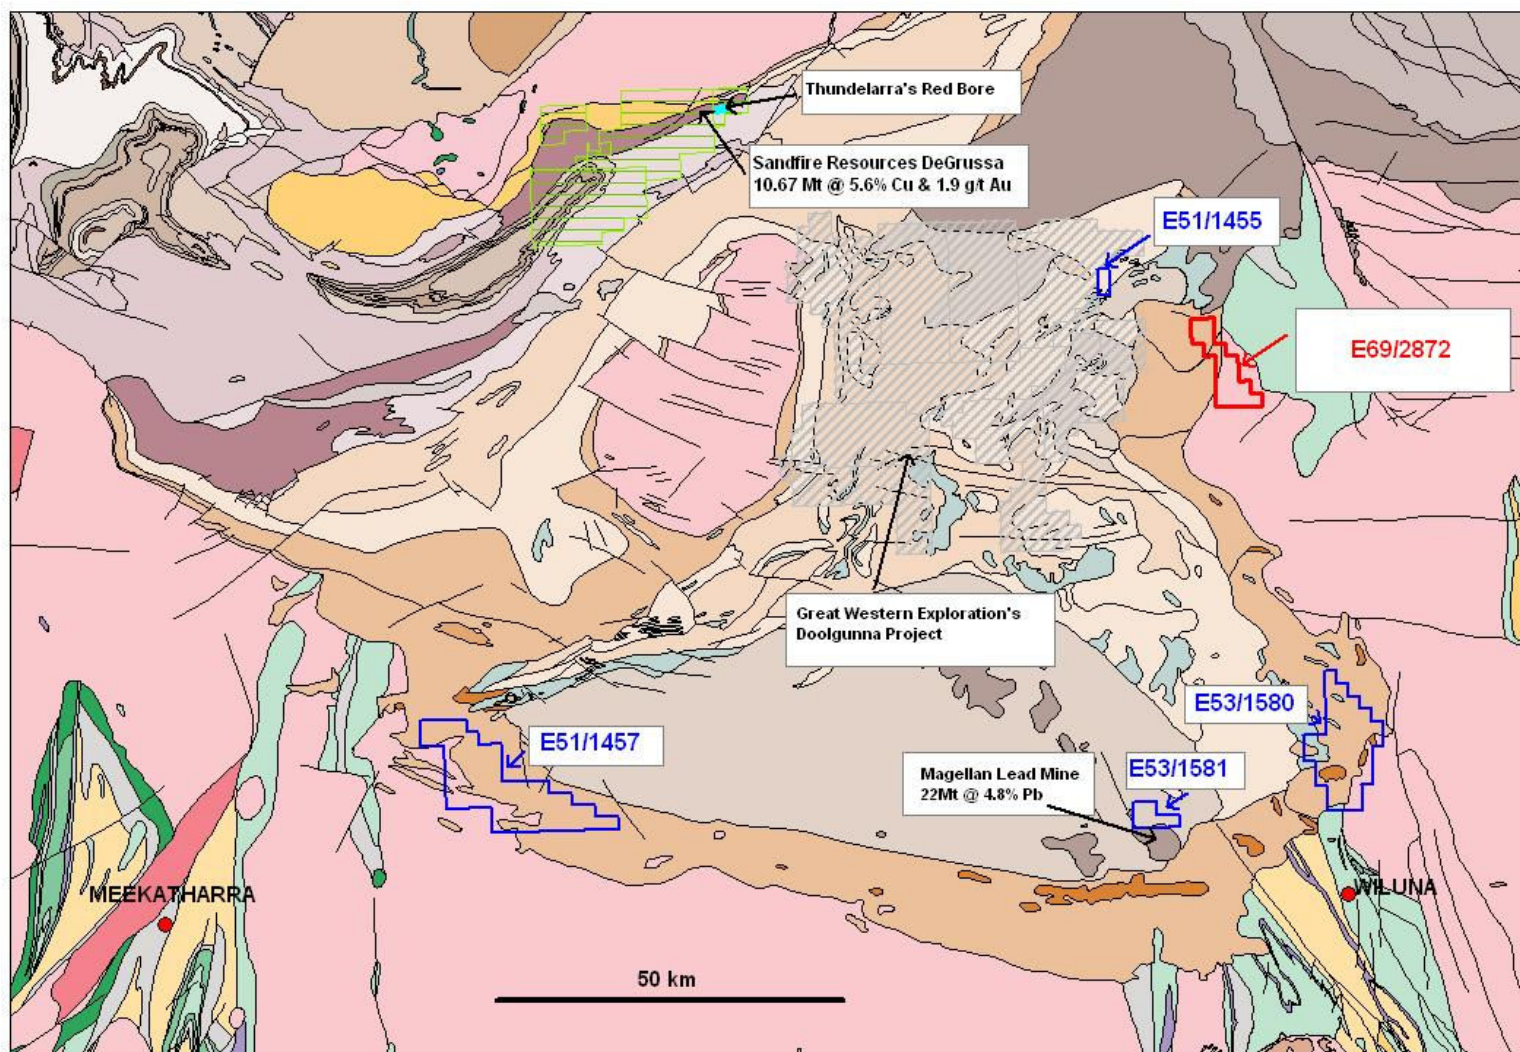 Thundelarra's Red Bore
Sandfire Resources DeGrussa
10.67 Mt @ 5.6% Cu & 1.9 g/t Au
E51/1455
E69/2872
Great Western Exploration's
Doolgunna Project
E53/1580
E51/1457
E53/1581
Magellan Lead Mine
22Mt @ 4.8% Pb
MEEKATHARRA
WILUNA
50 km